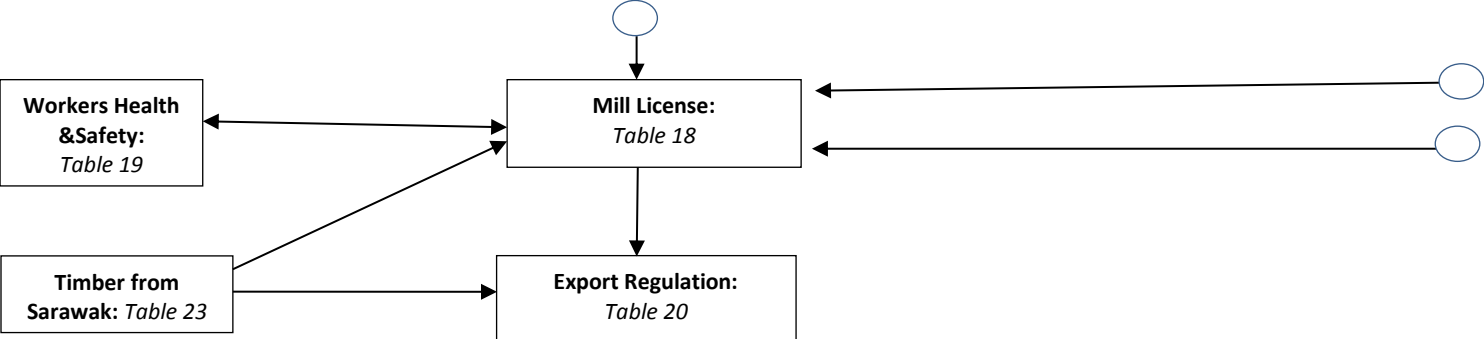 Workers Health
&Safety:
Table 19
Mill License:
Table 18
Timber from
Sarawak: Table 23
Export Regulation:
Table 20